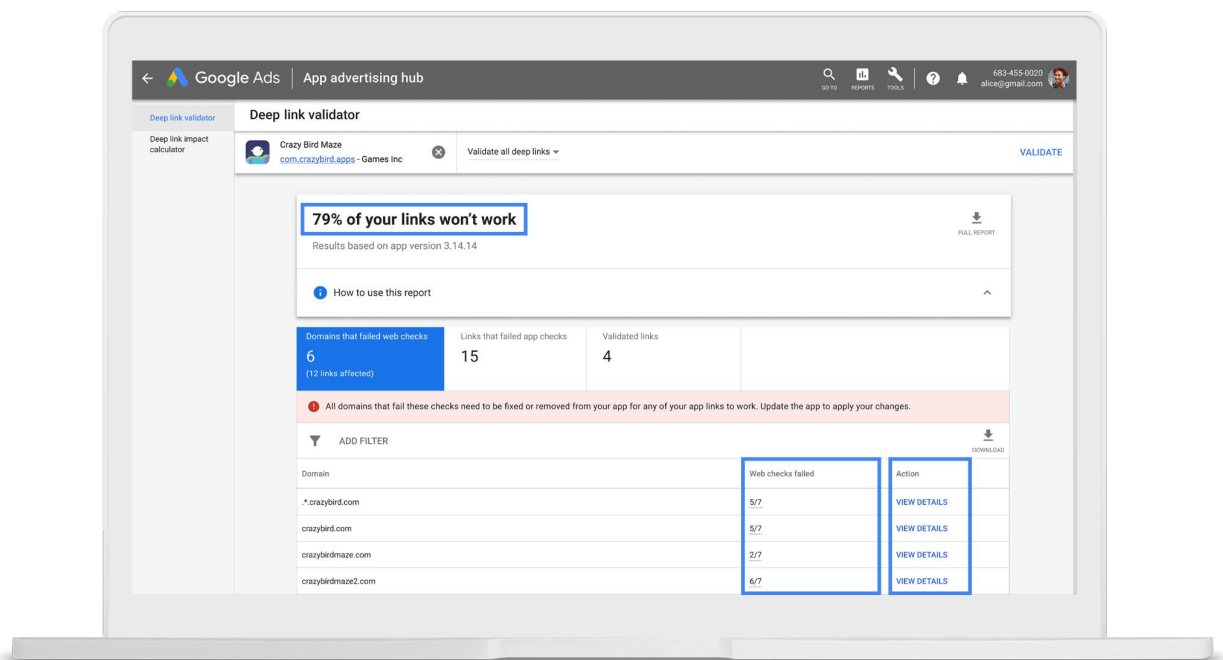 Google Ads | App advertising hub
GO TO
REPORTS
TOOLS
683-455-0020
alice@gmail.com
Deep link validator
Deep link impact
calculator
Deep link validator
Crazy Bird Maze
com.crazybird.apps - Games Inc
Validate all deep links
VALIDATE
79% of your links won’t work
Results based on app version 3.14.14
FULL REPORT
How to use this report
Domains that failed web checks
6
(12 links affected)
Links that failed app checks
15
Validated links
4
All domains that fail these checks need to be fixed or removed from your app for any of your app links to work. Update the app to apply your changes.
ADD FILTER
DOWNLOAD
Domain Web checks failed Action
.*.crazybird.com 5/7 VIEW DETAILS
crazybird.com 5/7 VIEW DETAILS
crazybirdmaze.com 2/7 VIEW DETAILS
crazybirdmaze2.com 6/7 VIEW DETAILS